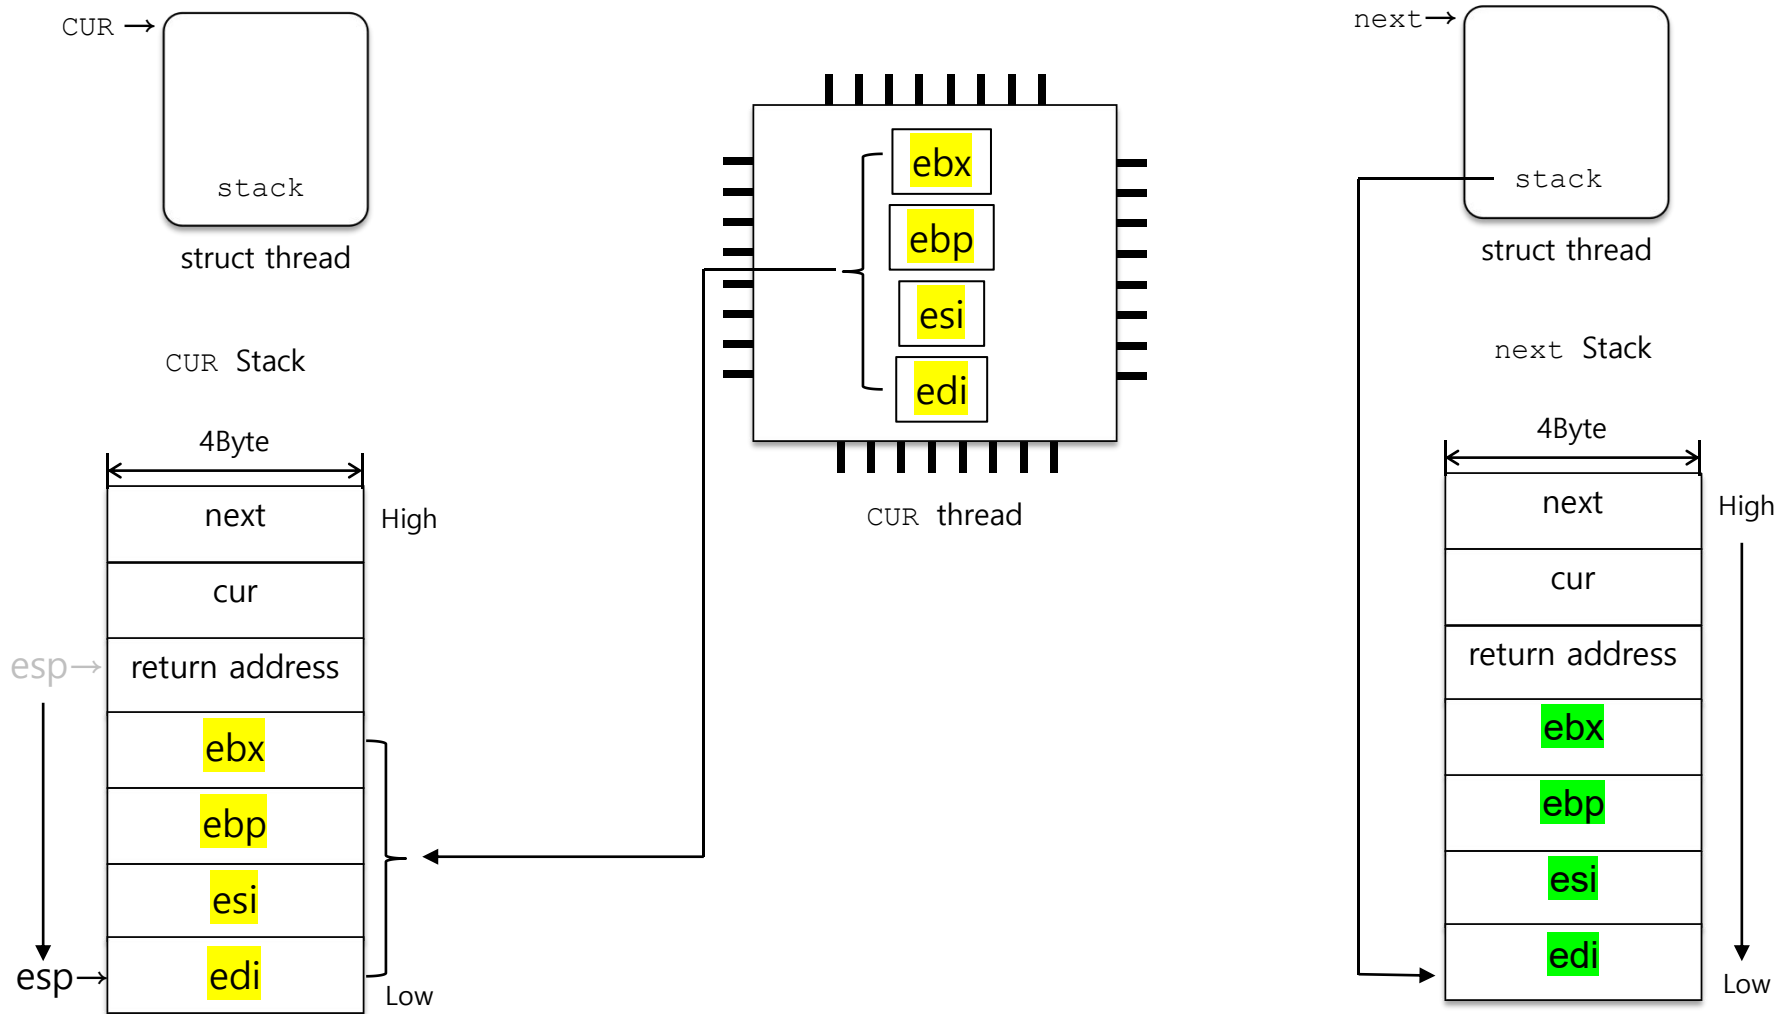 CUR →
stack
struct thread
CUR Stack
4Byte
next
High
cur
esp→
return address
ebx
ebp
esi
esp→
edi
Low
ebx
ebp
esi
edi
CUR thread
next→
stack
struct thread
next Stack
4Byte
next
High
cur
return address
ebx
ebp
esi
edi
Low